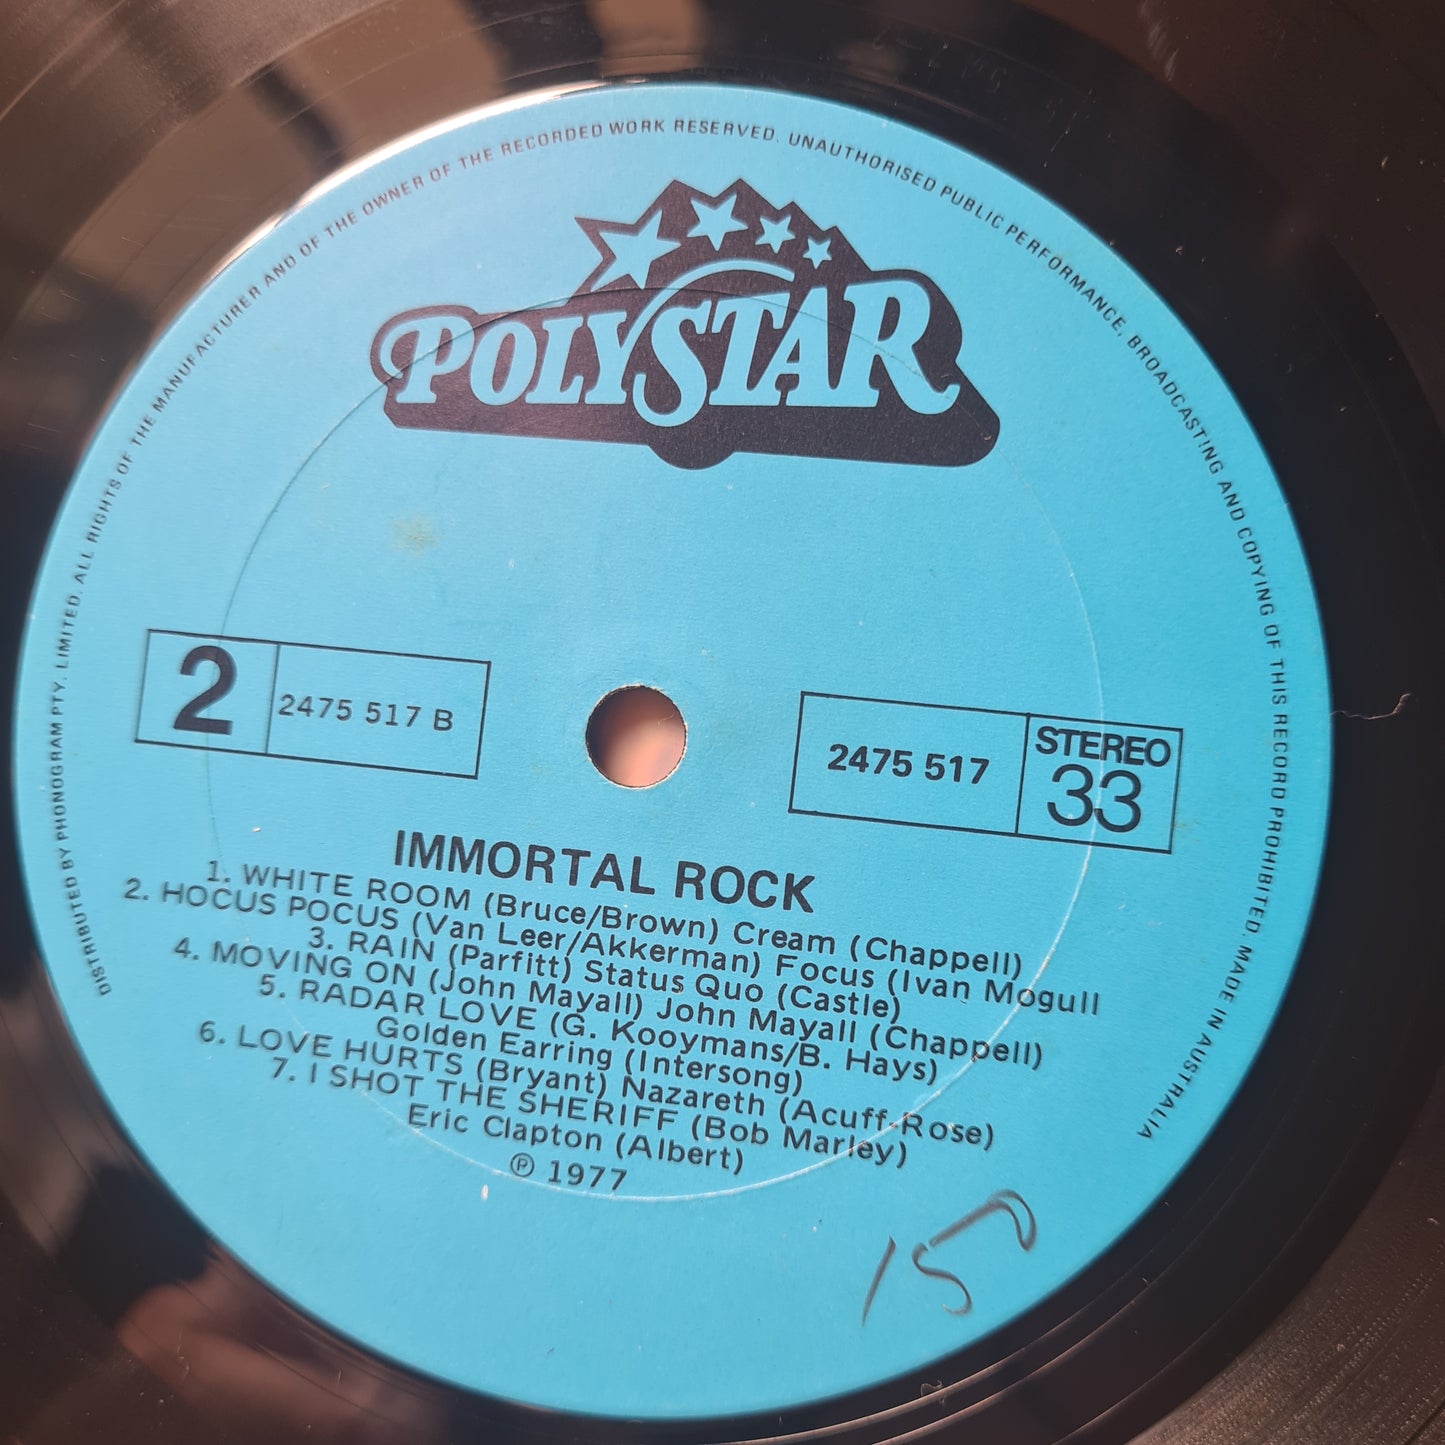 DISTRIBUTED BY PHONOGRAM PTY. LIMITED. ALL RIGHTS OF THE MANUFACTURER AND OF THE OWNER OF THE RECORDED WORK RESERVED. UNAUTHORISED PUBLIC PERFORMANCE, BROADCASTING AND COPYING OF THIS RECORD PROHIBITED. MADE IN AUSTRALIA
POLYSTAR
2 2475 517 B
2475 517 STEREO
33
IMMORTAL ROCK
1. WHITE ROOM (Bruce/Brown) Cream (Chappell)
2. HOCUS POCUS (Van Leer/Akkerman) Focus (Ivan Mogull
3. RAIN (Parfitt) Status Quo (Castle)
4. MOVING ON (John Mayall) John Mayall (Chappell)
5. RADAR LOVE (G. Kooymans/B. Hays)
Golden Earring (Intersong)
6. LOVE HURTS (Bryant) Nazareth (Acuff-Rose)
7. I SHOT THE SHERIFF (Bob Marley)
Eric Clapton (Albert)
℗ 1977
150